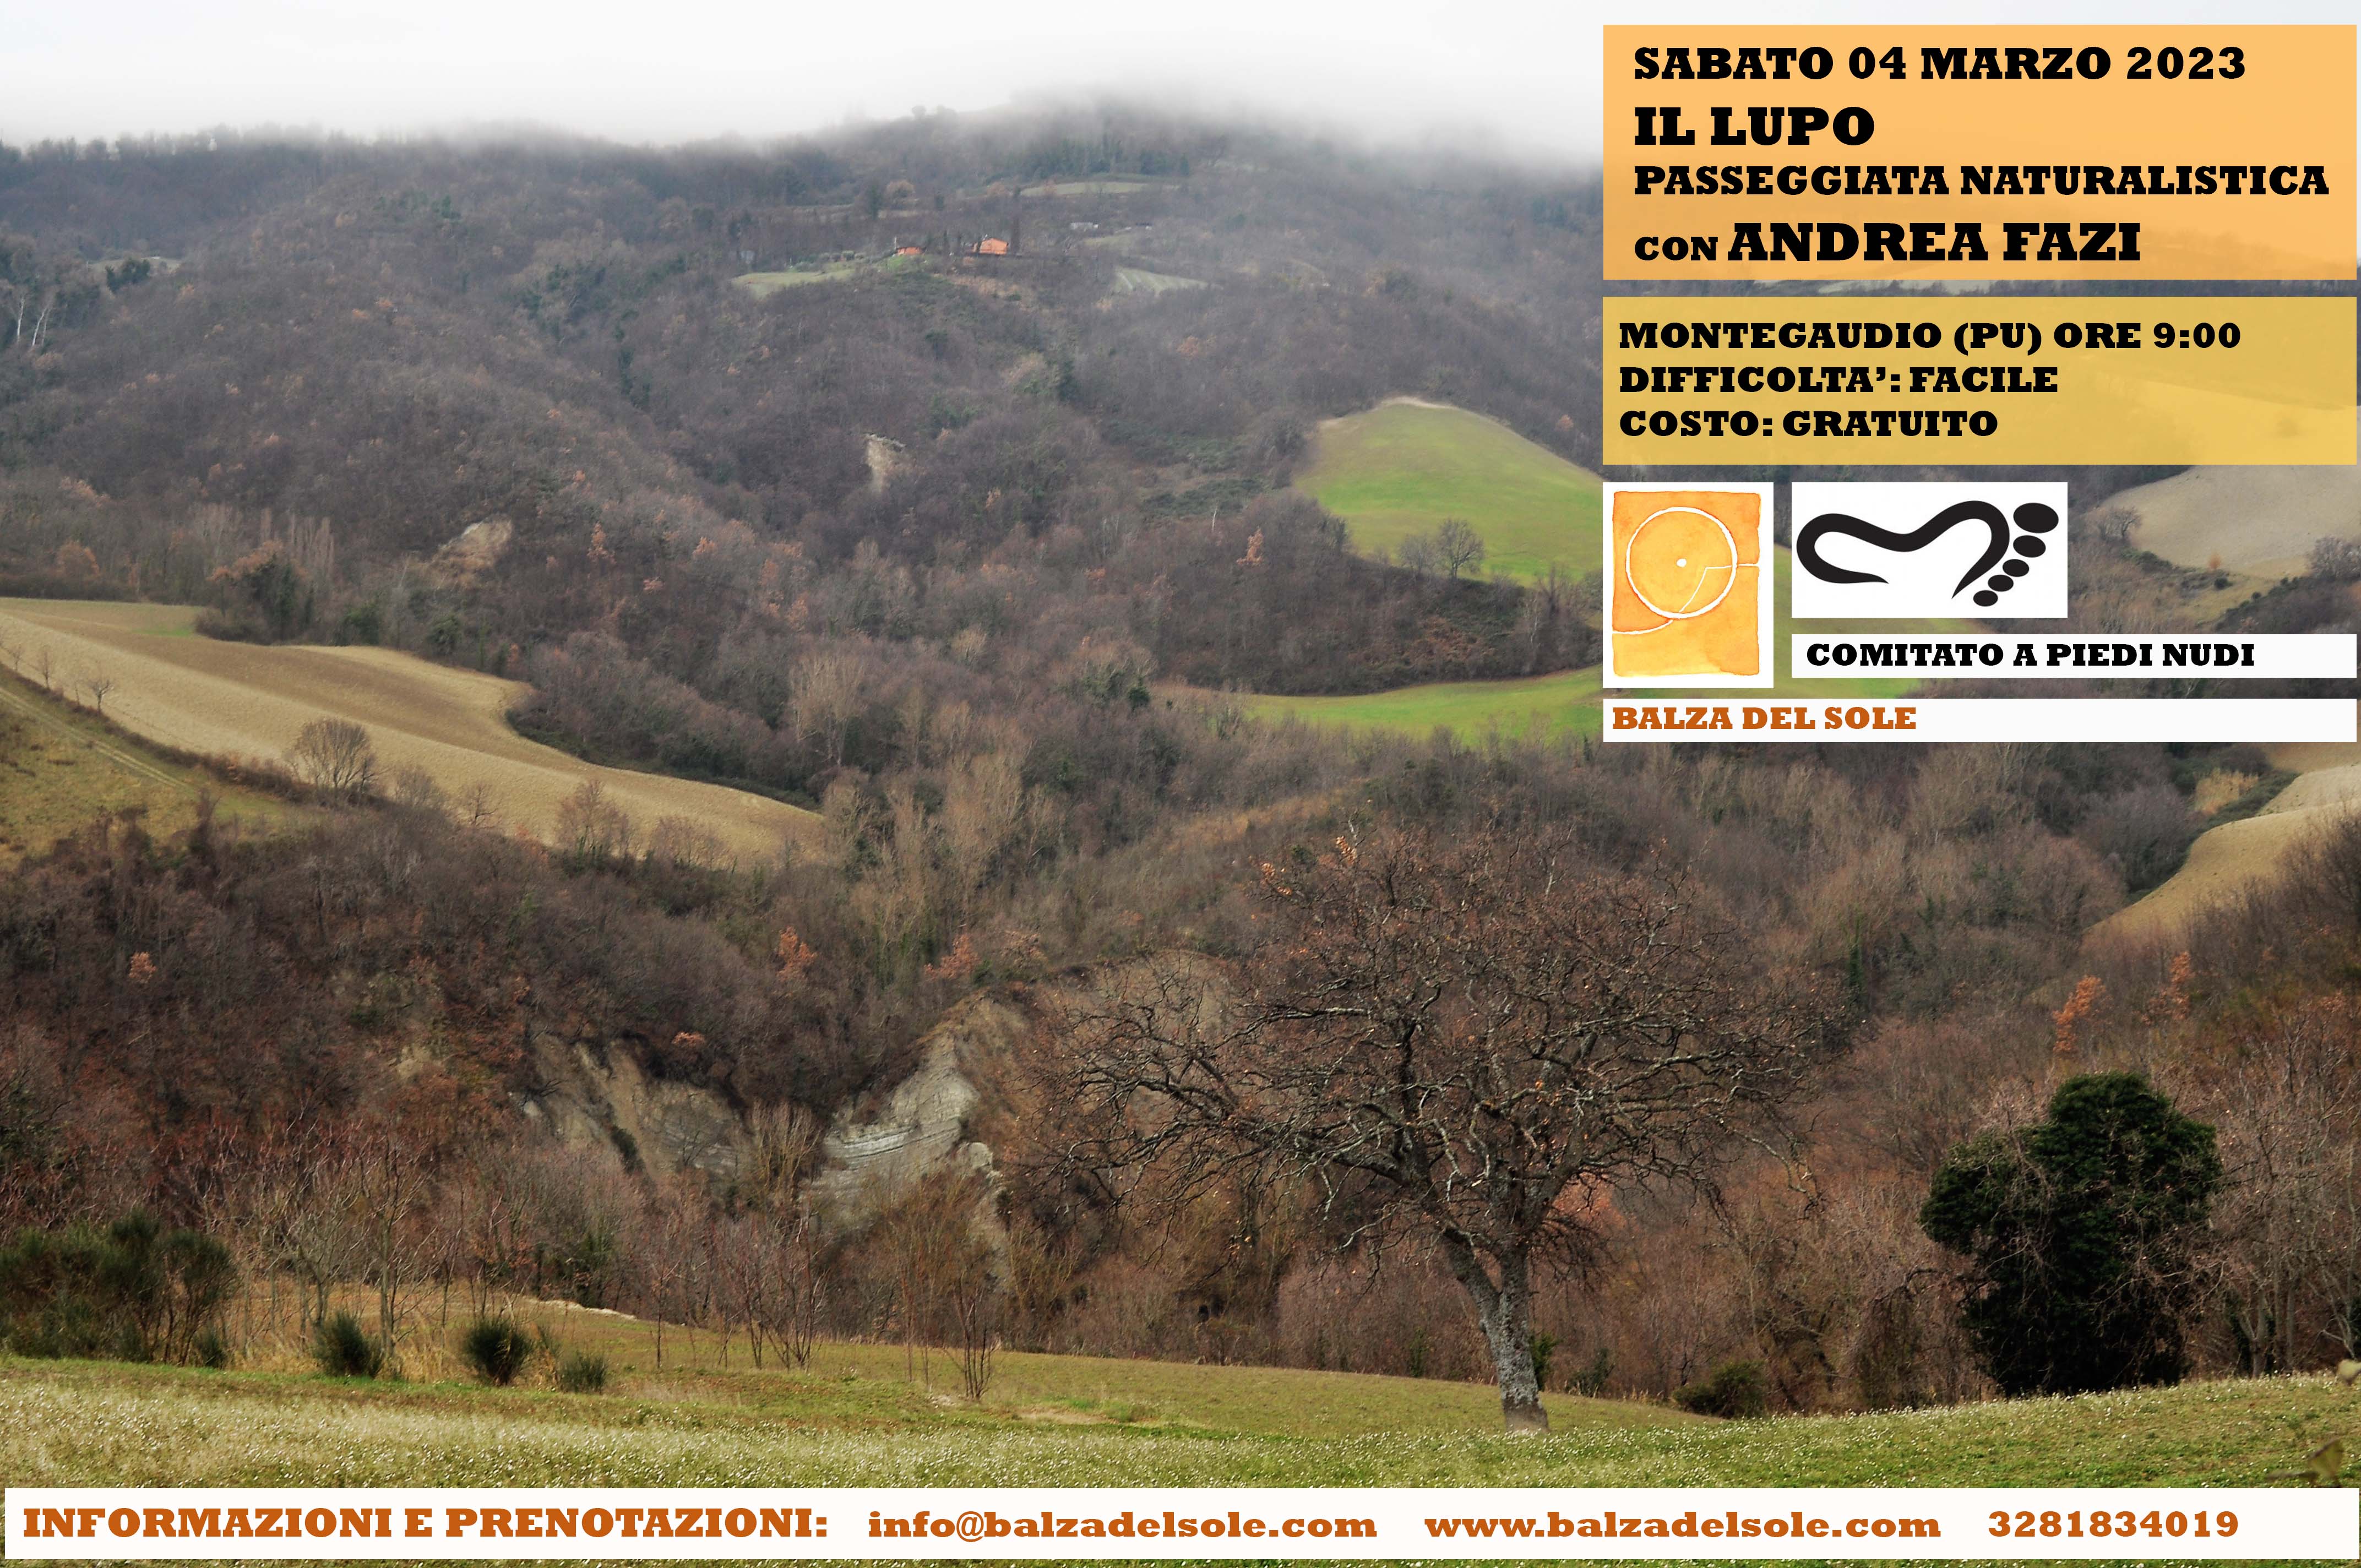 SABATO 04 MARZO 2023
IL LUPO
PASSEGGIATA NATURALISTICA
CON ANDREA FAZI
MONTEGAUDIO (PU) ORE 9:00
DIFFICOLTA’: FACILE
COSTO: GRATUITO
COMITATO A PIEDI NUDI
BALZA DEL SOLE
INFORMAZIONI E PRENOTAZIONI: info@balzadelsole.com www.balzadelsole.com 3281834019